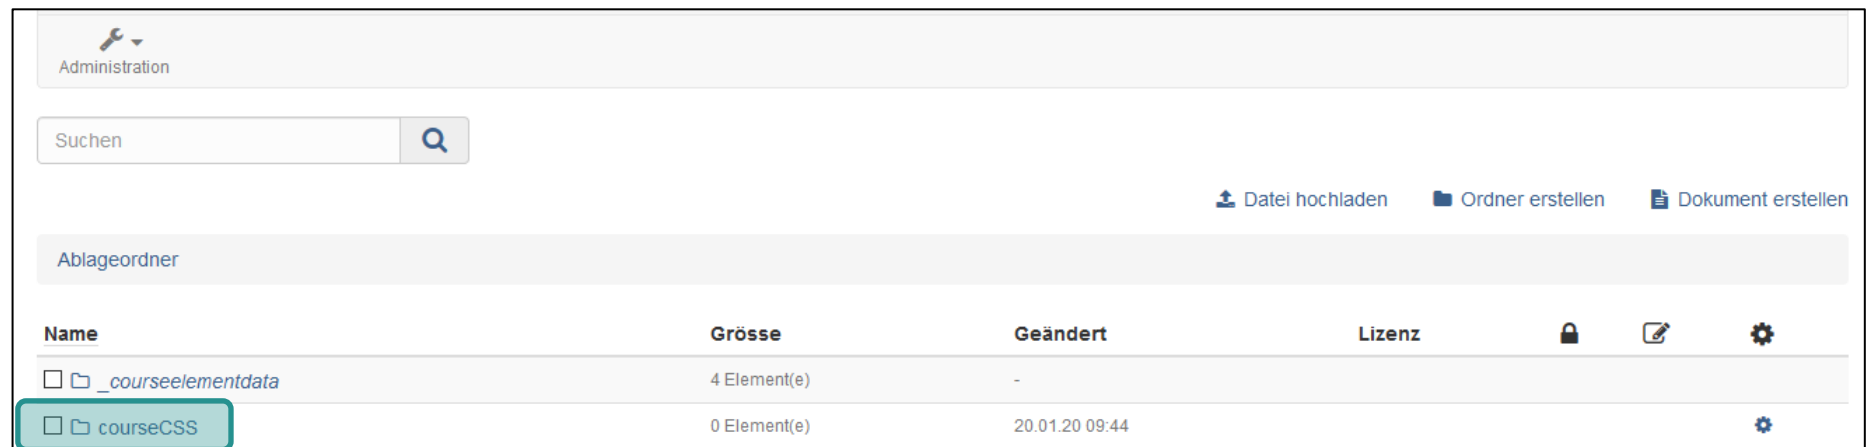 Administration
Suchen
Datei hochladen Ordner erstellen Dokument erstellen
Ablageordner
Name Grösse Geändert Lizenz
_courseelementdata 4 Element(e) -
courseCSS 0 Element(e) 20.01.20 09:44